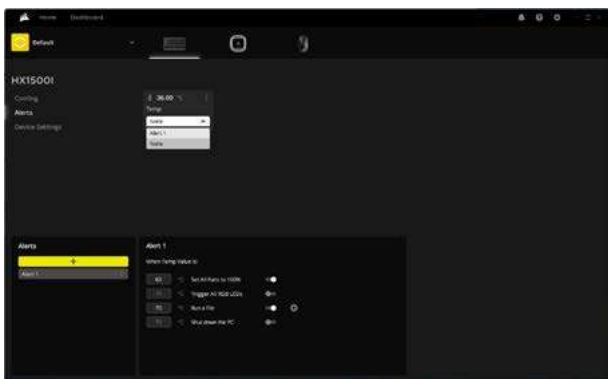 Home Dashboard
Default
HX1500I
Cooling
Alerts
Device Settings
36.00 °C
Temp
None
Alert 1
None
Alerts
+
Alert 1
Alert 1
When Temp Value is:
°C Set All Fans to 100%
°C Trigger All RGB LEDs
70 °C Run a File
°C Shut down the PC